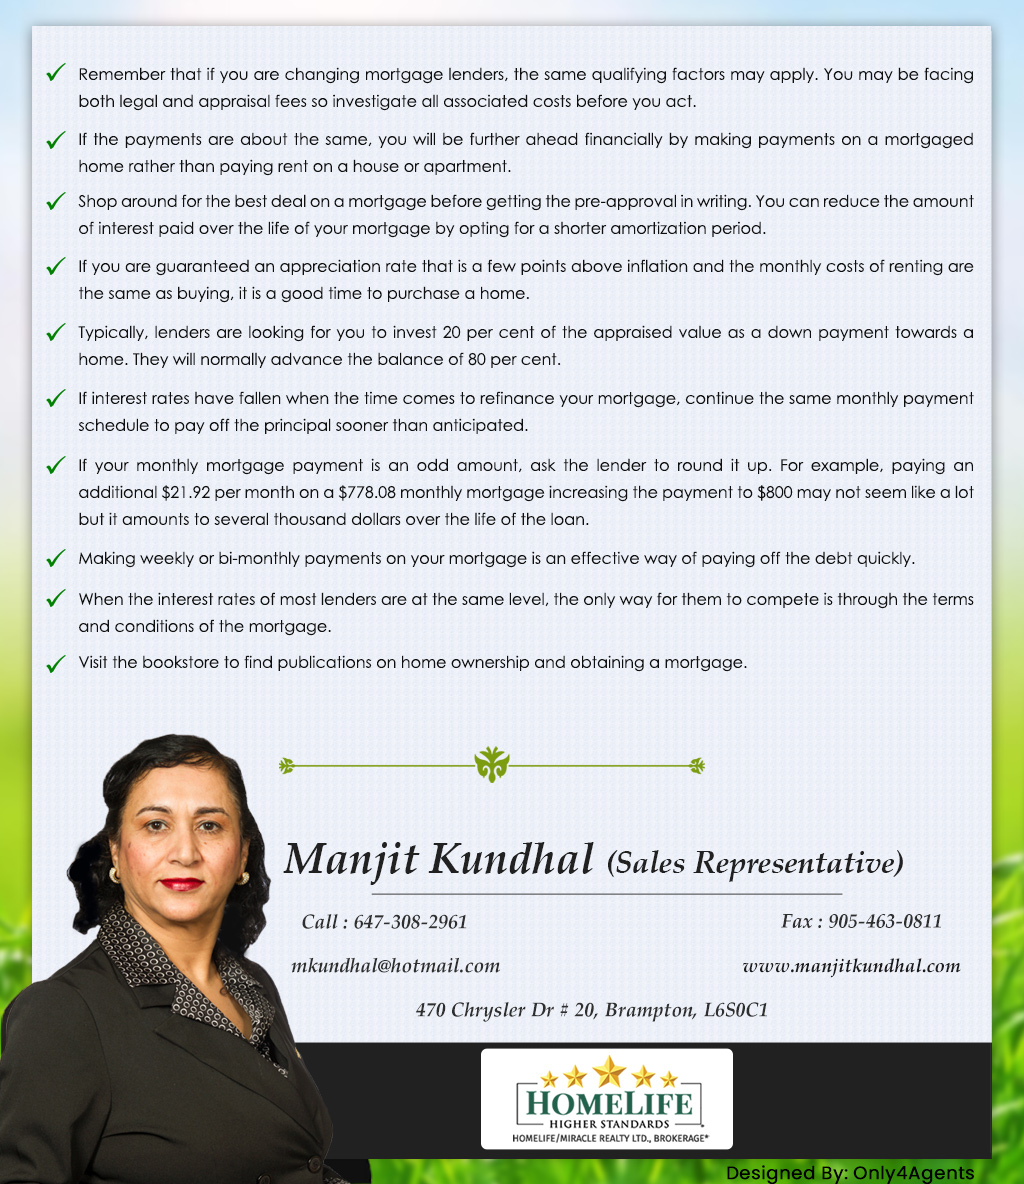 Remember that if you are changing mortgage lenders, the same qualifying factors may apply. You may be facing
both legal and appraisal fees so investigate all associated costs before you act.
If the payments are about the same, you will be further ahead financially by making payments on a mortgaged
home rather than paying rent on a house or apartment.
Shop around for the best deal on a mortgage before getting the pre-approval in writing. You can reduce the amount
of interest paid over the life of your mortgage by opting for a shorter amortization period.
If you are guaranteed an appreciation rate that is a few points above inflation and the monthly costs of renting are
the same as buying, it is a good time to purchase a home.
Typically, lenders are looking for you to invest 20 per cent of the appraised value as a down payment towards a
home. They will normally advance the balance of 80 per cent.
If interest rates have fallen when the time comes to refinance your mortgage, continue the same monthly payment
schedule to pay off the principal sooner than anticipated.
If your monthly mortgage payment is an odd amount, ask the lender to round it up. For example, paying an
additional $21.92 per month on a $778.08 monthly mortgage increasing the payment to $800 may not seem like a lot
but it amounts to several thousand dollars over the life of the loan.
Making weekly or bi-monthly payments on your mortgage is an effective way of paying off the debt quickly.
When the interest rates of most lenders are at the same level, the only way for them to compete is through the terms
and conditions of the mortgage.
Visit the bookstore to find publications on home ownership and obtaining a mortgage.
Manjit Kundhal (Sales Representative)
Call : 647-308-2961
Fax : 905-463-0811
mkundhal@hotmail.com
www.manjitkundhal.com
470 Chrysler Dr # 20, Brampton, L6S0C1
HOMELIFE
HIGHER STANDARDS
HOMELIFE/MIRACLE REALTY LTD., BROKERAGE*
Designed By: Only4Agents